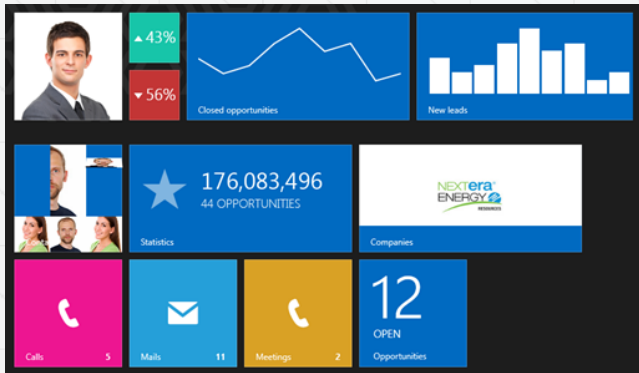 ▲ 43%
▼ 56%
Closed opportunities
New leads
176,083,496
44 OPPORTUNITIES
Statistics
NEXTera®
ENERGY
RESOURCES
Companies
Calls 5
Mails 11
Meetings 2
12
OPEN
Opportunities